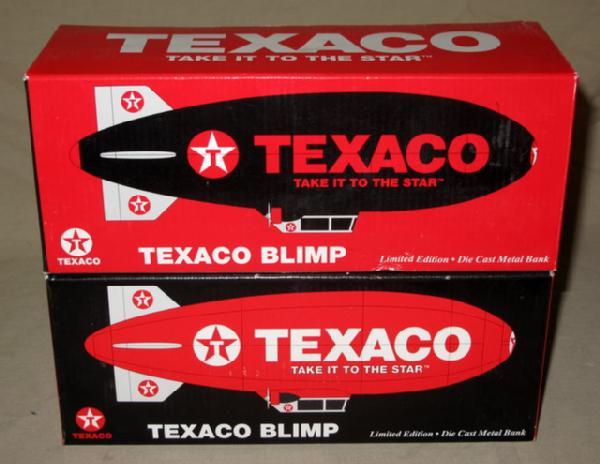 TEXACO
TAKE IT TO THE STAR™
TEXACO
TAKE IT TO THE STAR™
TEXACO
TEXACO BLIMP
Limited Edition • Die Cast Metal Bank
TEXACO
TAKE IT TO THE STAR™
TEXACO
TEXACO BLIMP
Limited Edition • Die Cast Metal Bank